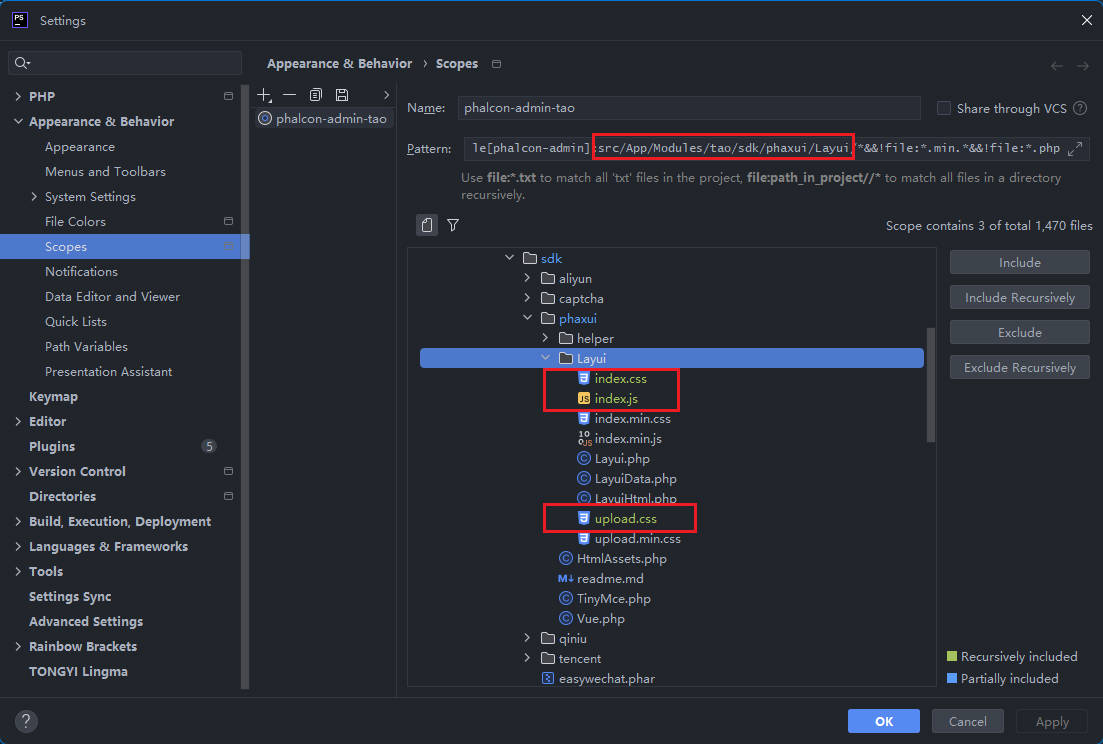 PS
Settings
Appearance & Behavior › Scopes
PHP
Appearance & Behavior
Appearance
Menus and Toolbars
System Settings
File Colors
Scopes
Notifications
Data Editor and Viewer
Quick Lists
Path Variables
Presentation Assistant
Keymap
Editor
Plugins 5
Version Control
Directories
Build, Execution, Deployment
Languages & Frameworks
Tools
Settings Sync
Advanced Settings
Rainbow Brackets
TONGYI Lingma
phalcon-admin-tao
Name: phalcon-admin-tao
Share through VCS ?
Pattern: le[phalcon-admin]:src/App/Modules/tao/sdk/phaxui/Layui/*&&!file:*.min.*&&!file:*.php
Use file:*.txt to match all 'txt' files in the project, file:path_in_project//* to match all files in a directory
recursively.
Scope contains 3 of total 1,470 files
sdk
aliyun
captcha
phaxui
helper
Layui
index.css
JS index.js
index.min.css
index.min.js
Layui.php
LayuiData.php
LayuiHtml.php
upload.css
upload.min.css
HtmlAssets.php
M↓ readme.md
TinyMce.php
Vue.php
qiniu
tencent
easywechat.phar
Include
Include Recursively
Exclude
Exclude Recursively
Recursively included
Partially included
?
OK
Cancel
Apply